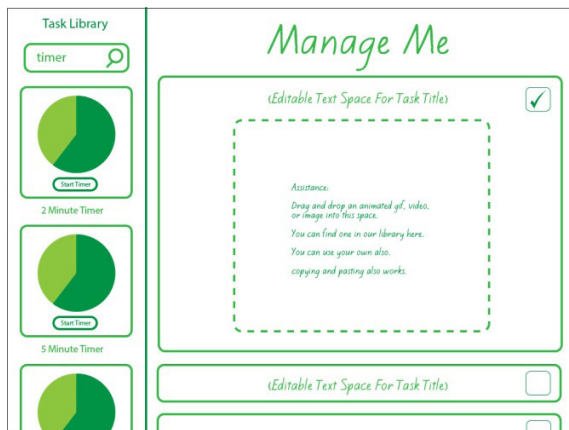 Task Library
timer
Start Timer
2 Minute Timer
Start Timer
5 Minute Timer
Manage Me
(Editable Text Space For Task Title)
Assistance:
Drag and drop an animated gif, video,
or image into this space.
You can find one in our library here.
You can use your own also.
copying and pasting also works.
(Editable Text Space For Task Title)